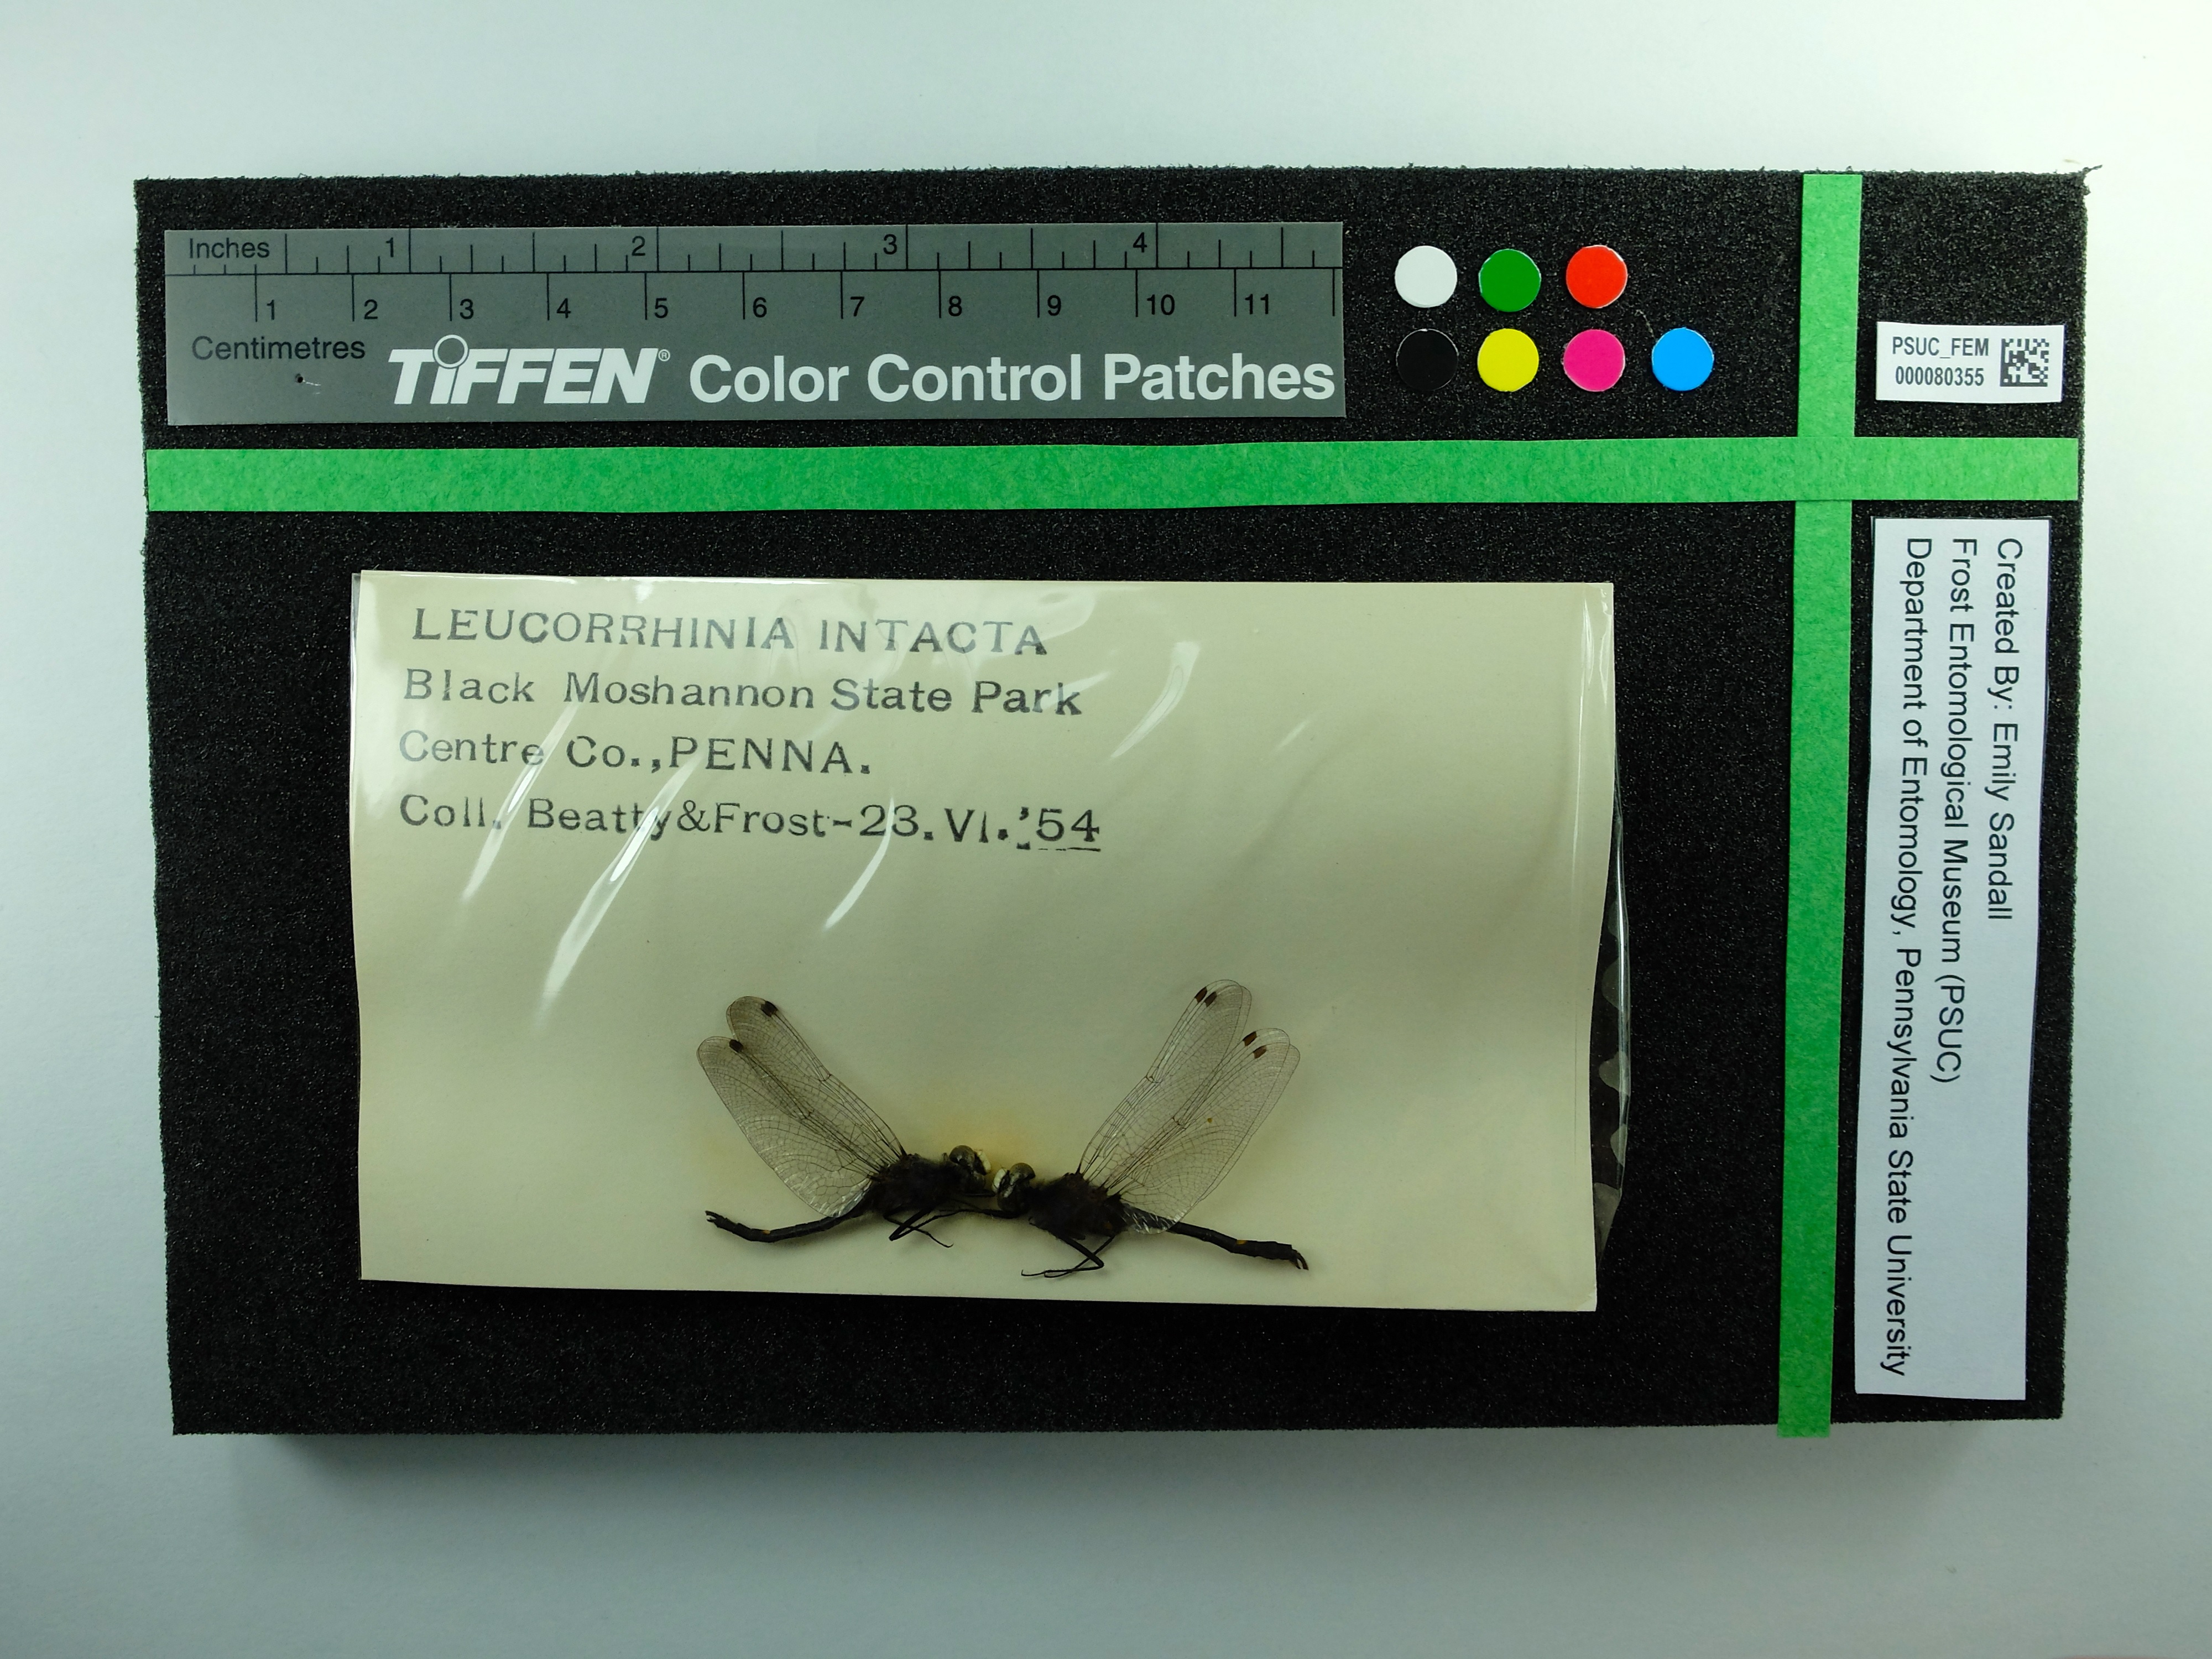 Inches 1 2 3 4
1 2 3 4 5 6 7 8 9 10 11
Centimetres
TIFFEN® Color Control Patches
PSUC_FEM
000080355
Created By: Emily Sandall
Frost Entomological Museum (PSUC)
Department of Entomology, Pennsylvania State University
LEUCORRHINIA INTACTA
Black Moshannon State Park
Centre Co.,PENNA.
Coll. Beatty&Frost-23.VI.'54